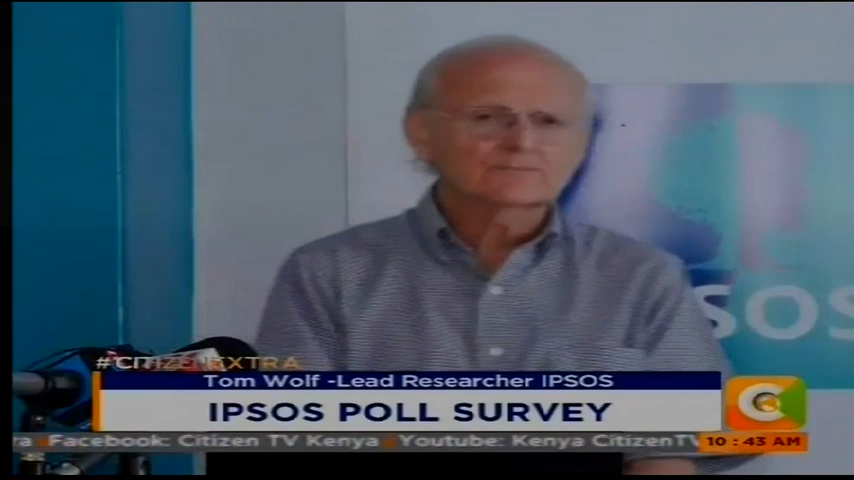 SOS
#CITIZENEXTRA
Tom Wolf -Lead Researcher IPSOS
IPSOS POLL SURVEY
Facebook: Citizen TV Kenya Youtube: Kenya CitizenTV
10:43 AM